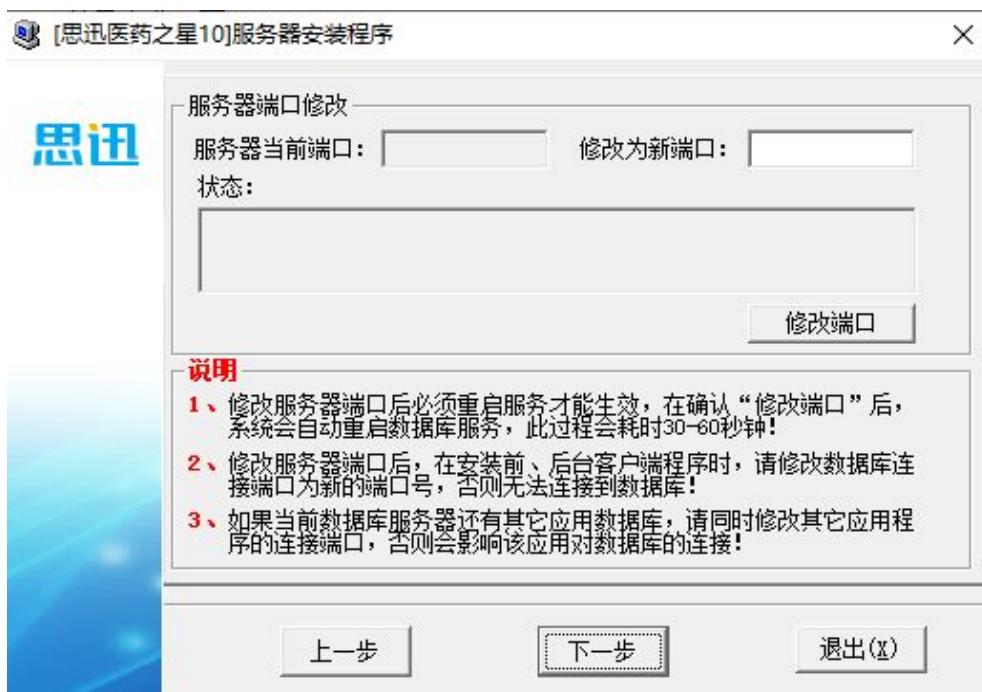 [思迅医药之星10]服务器安装程序
思迅
服务器端口修改
服务器当前端口：
修改为新端口：
状态：
修改端口
说明
1、修改服务器端口后必须重启服务才能生效，在确认“修改端口”后，
系统会自动重启数据库服务，此过程会耗时30-60秒钟！
2、修改服务器端口后，在安装前、后台客户端程序时，请修改数据库连
接端口为新的端口号，否则无法连接到数据库！
3、如果当前数据库服务器还有其它应用数据库，请同时修改其它应用程
序的连接端口，否则会影响该应用对数据库的连接！
上一步
下一步
退出(X)